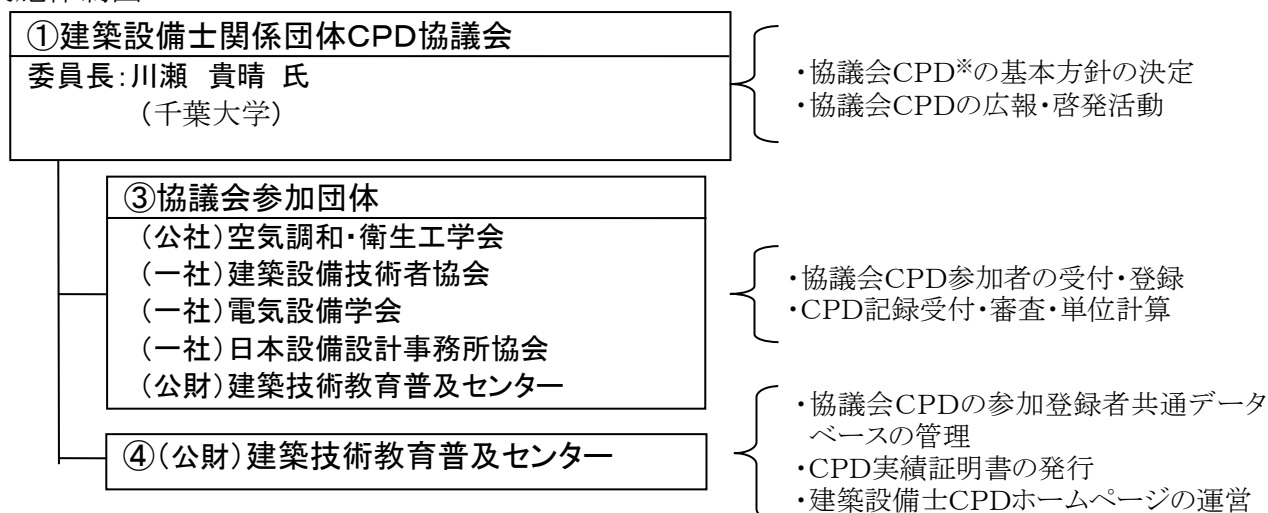 ①建築設備士関係団体CPD協議会
委員長:川瀬 貴晴 氏
(千葉大学)
・協議会CPD※の基本方針の決定
・協議会CPDの広報・啓発活動
③協議会参加団体
(公社)空気調和・衛生工学会
(一社)建築設備技術者協会
(一社)電気設備学会
(一社)日本設備設計事務所協会
(公財)建築技術教育普及センター
・協議会CPD参加者の受付・登録
・CPD記録受付・審査・単位計算
④(公財)建築技術教育普及センター
・協議会CPDの参加登録者共通データ
ベースの管理
・CPD実績証明書の発行
・建築設備士CPDホームページの運営